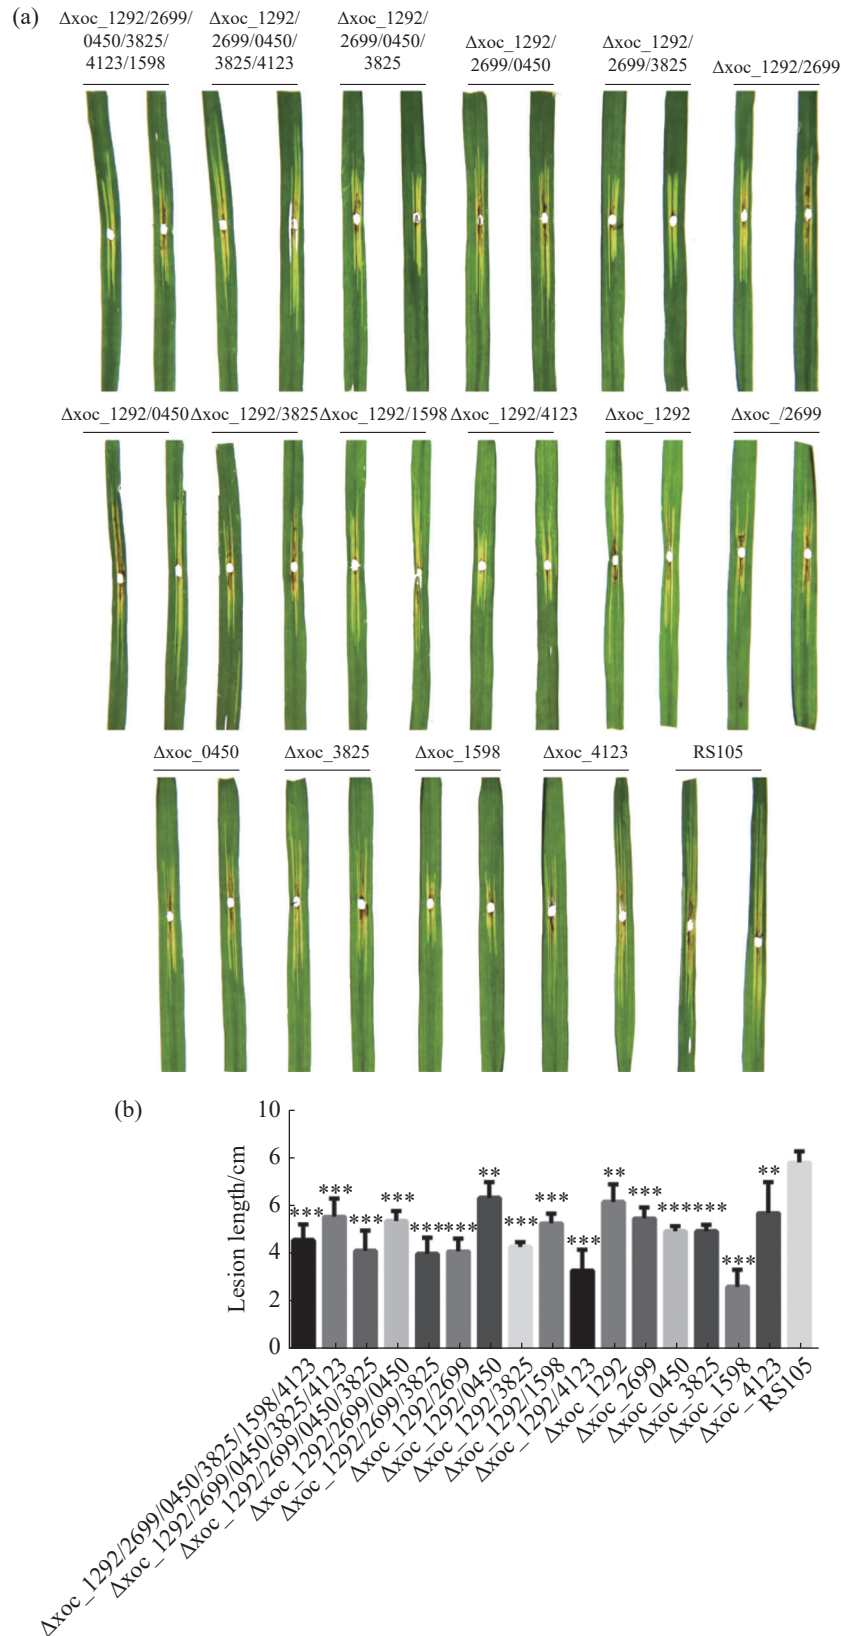 (a)
Δxoc_1292/2699/
0450/3825/
4123/1598
Δxoc_1292/
2699/0450/
3825/4123
Δxoc_1292/
2699/0450/
3825
Δxoc_1292/
2699/0450
Δxoc_1292/
2699/3825
Δxoc_1292/2699
Δxoc_1292/0450
Δxoc_1292/3825
Δxoc_1292/1598
Δxoc_1292/4123
Δxoc_1292
Δxoc_/2699
Δxoc_0450
Δxoc_3825
Δxoc_1598
Δxoc_4123
RS105
(b)
Lesion length/cm
10
6
6
4
2
0
***
***
***
***
***
***
**
***
***
***
**
***
***
***
***
**
Δxoc_1292/2699/0450/3825/1598/4123
Δxoc_1292/2699/0450/3825/4123
Δxoc_1292/2699/0450/3825
Δxoc_1292/2699/0450
Δxoc_1292/2699/3825
Δxoc_1292/2699
Δxoc_1292/0450
Δxoc_1292/3825
Δxoc_1292/1598
Δxoc_1292/4123
Δxoc_1292
Δxoc_2699
Δxoc_0450
Δxoc_3825
Δxoc_1598
Δxoc_4123
RS105